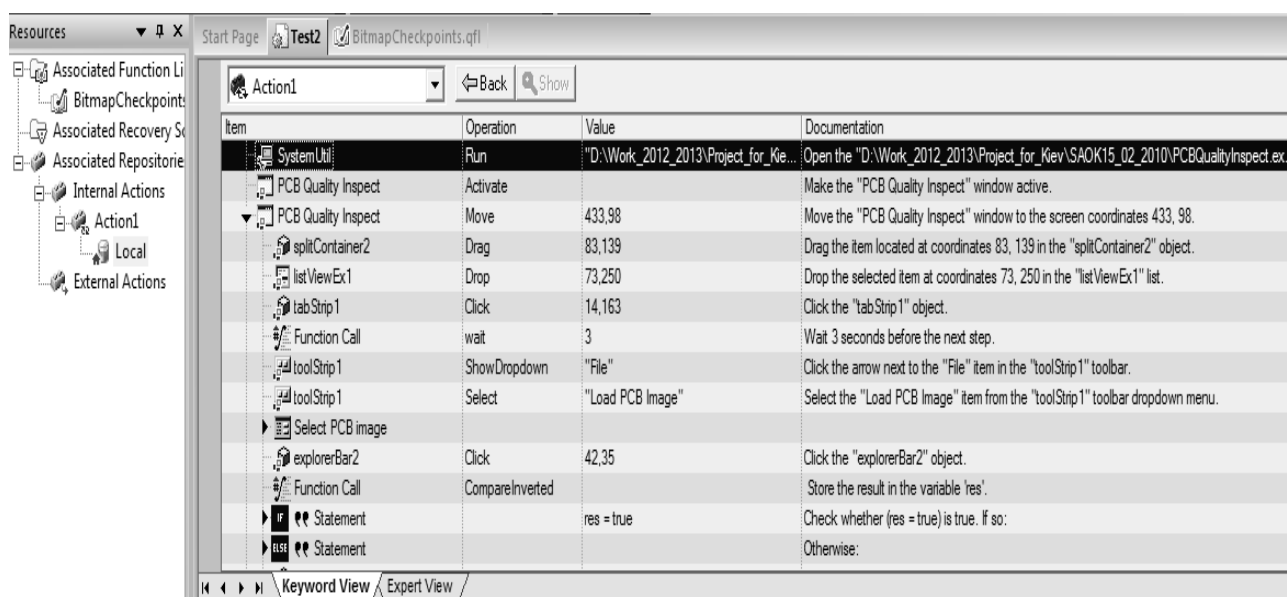 Resources
Start Page Test2 BitmapCheckpoints.qfl
Associated Function Li
BitmapCheckpoints
Associated Recovery Sc
Associated Repositorie
Internal Actions
Action1
Local
External Actions
Action1 Back Show
Item Operation Value Documentation
SystemUtil Run "D:\Work_2012_2013\Project_for_Kie... Open the "D:\Work_2012_2013\Project_for_Kiev\SAOK15_02_2010\PCBQualityInspect.ex
PCB Quality Inspect Activate Make the "PCB Quality Inspect" window active.
PCB Quality Inspect Move 433,98 Move the "PCB Quality Inspect" window to the screen coordinates 433, 98.
splitContainer2 Drag 83,139 Drag the item located at coordinates 83, 139 in the "splitContainer2" object.
listViewEx1 Drop 73,250 Drop the selected item at coordinates 73, 250 in the "listViewEx1" list.
tabStrip1 Click 14,163 Click the "tabStrip1" object.
Function Call wait 3 Wait 3 seconds before the next step.
toolStrip1 ShowDropdown "File" Click the arrow next to the "File" item in the "toolStrip1" toolbar.
toolStrip1 Select "Load PCB Image" Select the "Load PCB Image" item from the "toolStrip1" toolbar dropdown menu.
Select PCB image
explorerBar2 Click 42,35 Click the "explorerBar2" object.
Function Call CompareInverted Store the result in the variable 'res'.
IF Statement res = true Check whether (res = true) is true. If so:
ELSE Statement Otherwise:
Keyword View Expert View